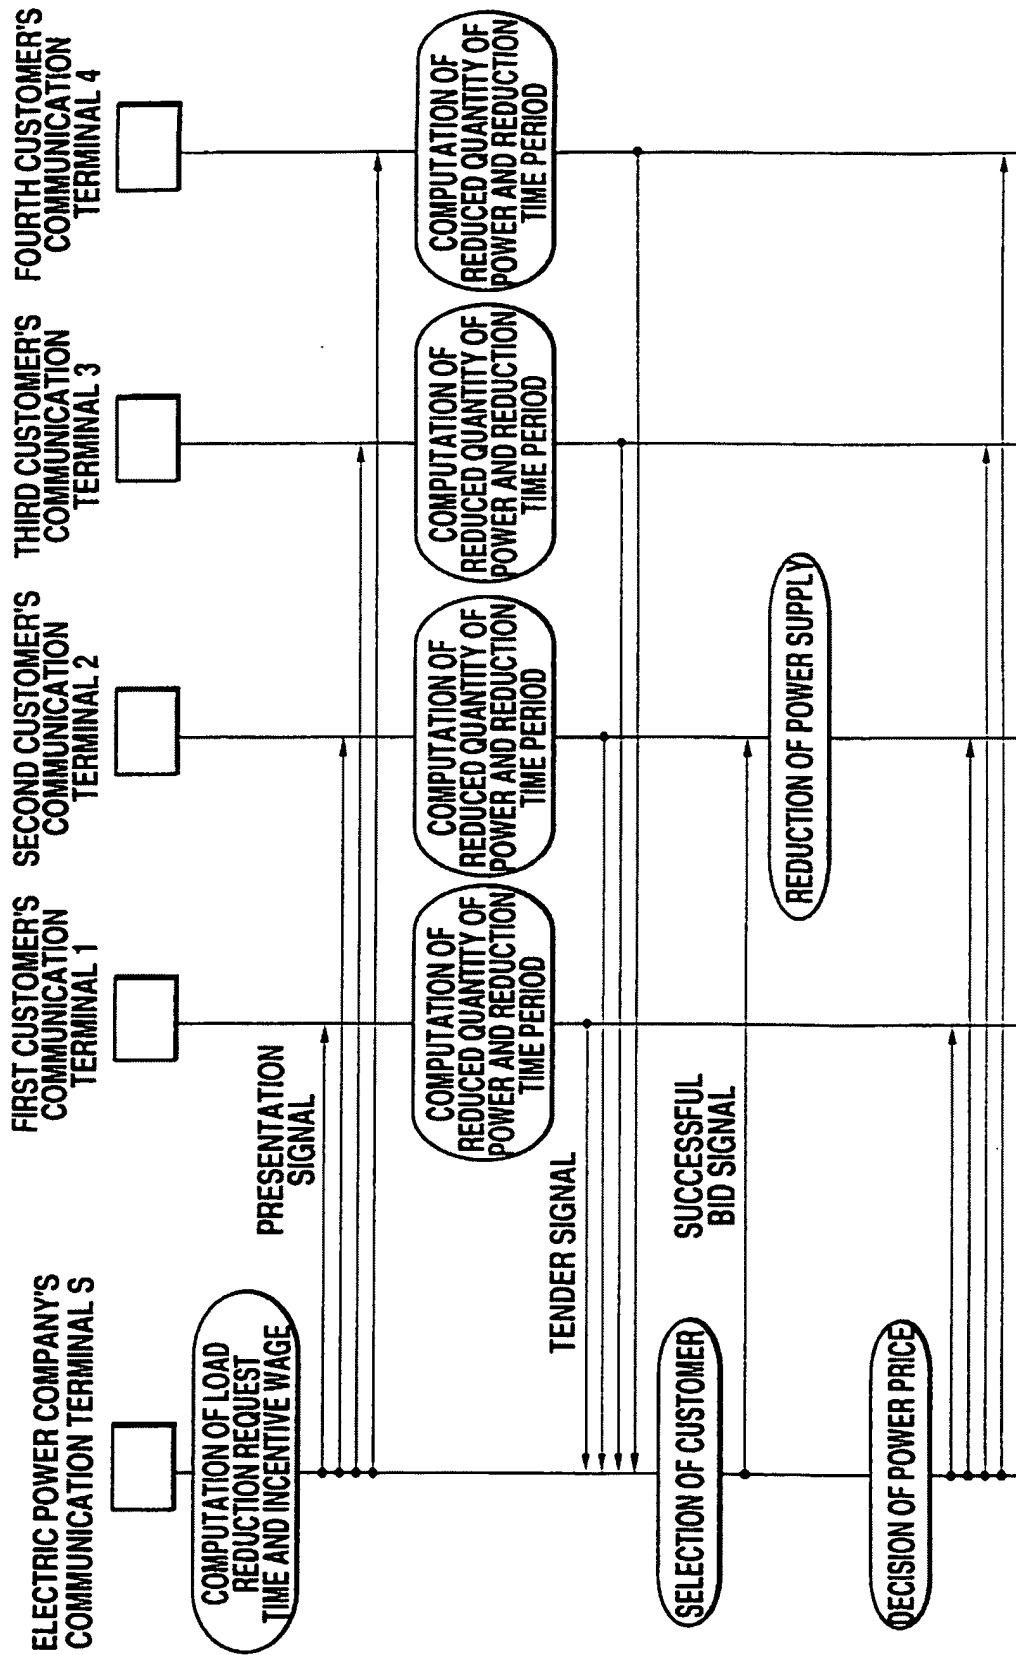 ELECTRIC POWER COMPANY'S
COMMUNICATION TERMINAL S
FIRST CUSTOMER'S
COMMUNICATION
TERMINAL 1
SECOND CUSTOMER'S
COMMUNICATION
TERMINAL 2
THIRD CUSTOMER'S
COMMUNICATION
TERMINAL 3
FOURTH CUSTOMER'S
COMMUNICATION
TERMINAL 4
COMPUTATION OF LOAD
REDUCTION REQUEST
TIME AND INCENTIVE WAGE
PRESENTATION
SIGNAL
COMPUTATION OF
REDUCED QUANTITY OF
POWER AND REDUCTION
TIME PERIOD
COMPUTATION OF
REDUCED QUANTITY OF
POWER AND REDUCTION
TIME PERIOD
COMPUTATION OF
REDUCED QUANTITY OF
POWER AND REDUCTION
TIME PERIOD
COMPUTATION OF
REDUCED QUANTITY OF
POWER AND REDUCTION
TIME PERIOD
TENDER SIGNAL
SELECTION OF CUSTOMER
SUCCESSFUL
BID SIGNAL
REDUCTION OF POWER SUPPLY
DECISION OF POWER PRICE